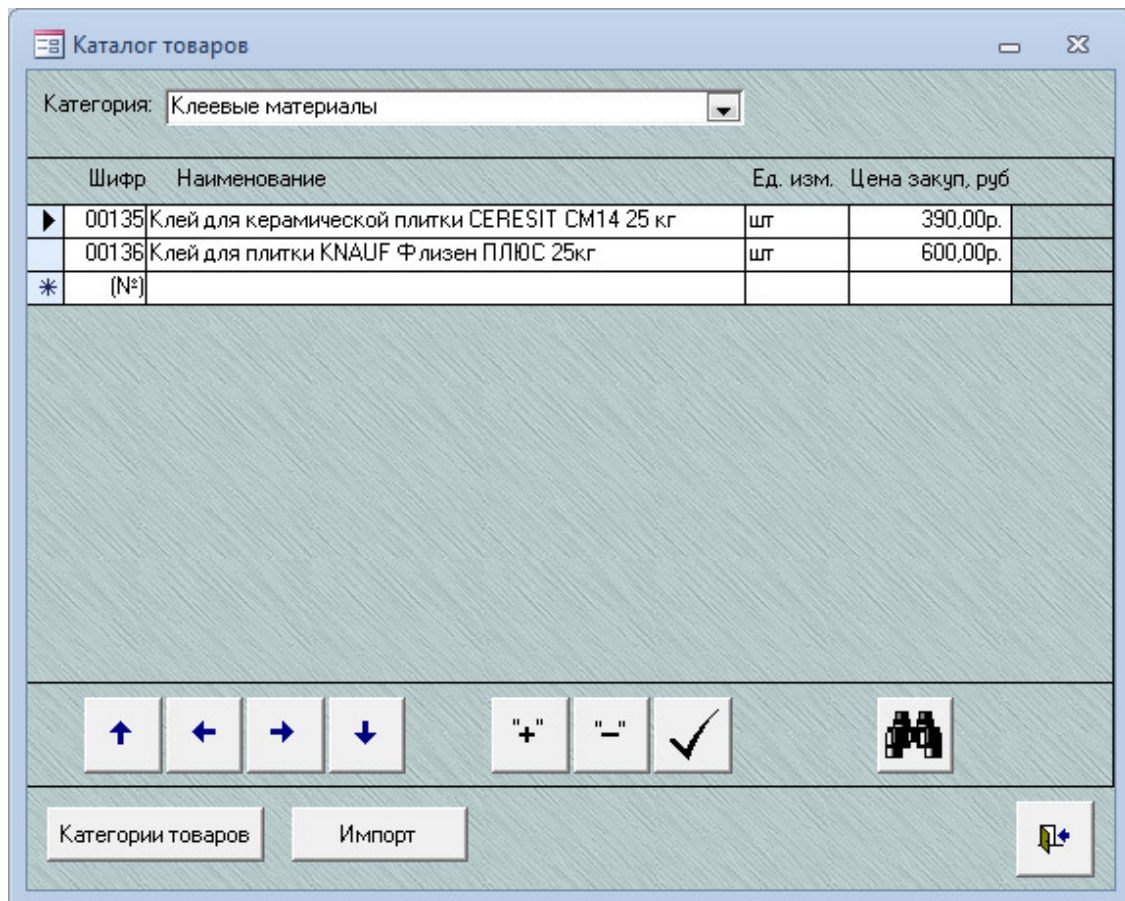 Каталог товаров
Категория: Клеевые материалы
Шифр Наименование Ед. изм. Цена закуп, руб
00135 Клей для керамической плитки CERESIT CM14 25 кг шт 390,00р.
00136 Клей для плитки KNAUF Флизен ПЛЮС 25кг шт 600,00р.
(№)
"+" "–"
Категории товаров Импорт